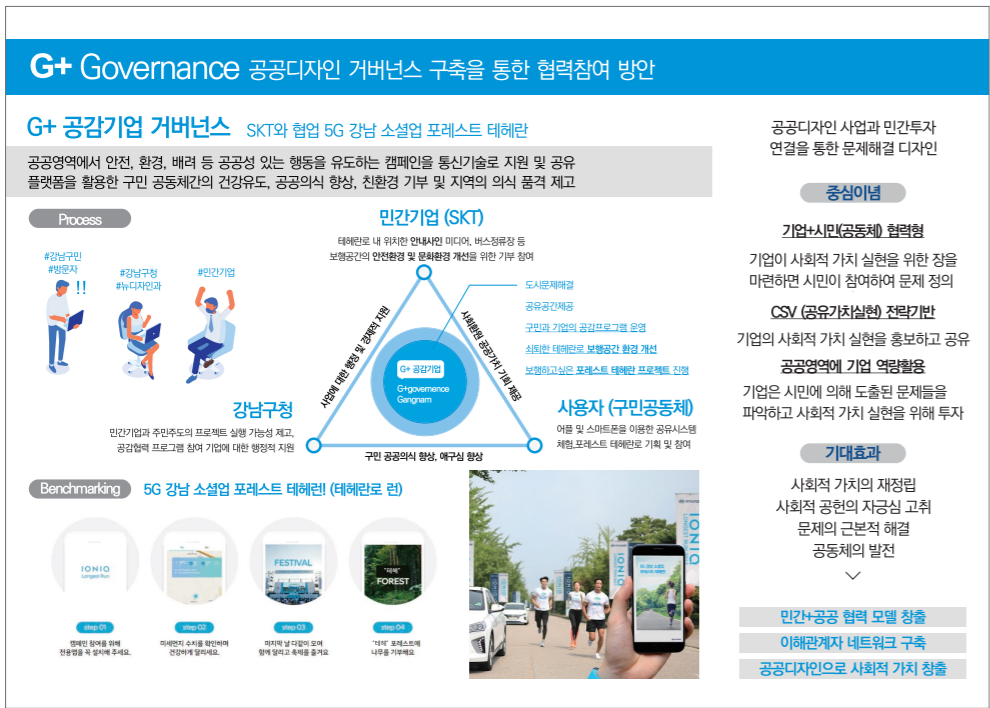 G+ Governance 공공디자인 거버넌스 구축을 통한 협력참여 방안
G+ 공감기업 거버넌스 SKT와 협업 5G 강남 소셜업 포레스트 테헤란
공공영역에서 안전, 환경, 배려 등 공공성 있는 행동을 유도하는 캠페인을 통신기술로 지원 및 공유
플랫폼을 활용한 구민 공동체간의 건강유도, 공공의식 향상, 친환경 기부 및 지역의 의식 품격 제고
Process
#강남구민
#방문자
!!
#강남구청
#뉴디자인과
#민간기업
민간기업 (SKT)
테헤란로 내 위치한 안내사인 미디어, 버스정류장 등
보행공간의 안전환경 및 문화환경 개선을 위한 기부 참여
도시문제해결
공유공간제공
구민과 기업의 공감프로그램 운영
쇠퇴한 테헤란로 보행공간 환경 개선
보행하고싶은 포레스트 테헤란 프로젝트 진행
사업에 대한 행정 및 경제적 지원
사회환원 공공가치 기회 제공
G+ 공감기업
G+governence
Gangnam
강남구청
민간기업과 주민주도의 프로젝트 실행 가능성 제고,
공감협력 프로그램 참여 기업에 대한 행정적 지원
사용자 (구민공동체)
어플 및 스마트폰을 이용한 공유시스템
체험,포레스트 테헤란로 기획 및 참여
구민 공공의식 향상, 애구심 향상
Benchmarking 5G 강남 소셜업 포레스트 테헤런! (테헤란로 런)
IONIQ
Longest Run
FESTIVAL
"테헤"
FOREST
step 01
캠페인 참여를 위해
전용앱을 꼭 설치해 주세요.
step 02
미세먼지 수치를 확인하며
건강하게 달리세요.
step 03
마지막 날 다같이 모여
함께 달리고 축제를 즐겨요
step 04
"테헤" 포레스트에
나무를 기부해요
IONIQ
IONIQ
공공디자인 사업과 민간투자
연결을 통한 문제해결 디자인
중심이념
기업+시민(공동체) 협력형
기업이 사회적 가치 실현을 위한 장을
마련하면 시민이 참여하여 문제 정의
CSV (공유가치실현) 전략기반
기업의 사회적 가치 실현을 홍보하고 공유
공공영역에 기업 역량활용
기업은 시민에 의해 도출된 문제들을
파악하고 사회적 가치 실현을 위해 투자
기대효과
사회적 가치의 재정립
사회적 공헌의 자긍심 고취
문제의 근본적 해결
공동체의 발전
민간+공공 협력 모델 창출
이해관계자 네트워크 구축
공공디자인으로 사회적 가치 창출